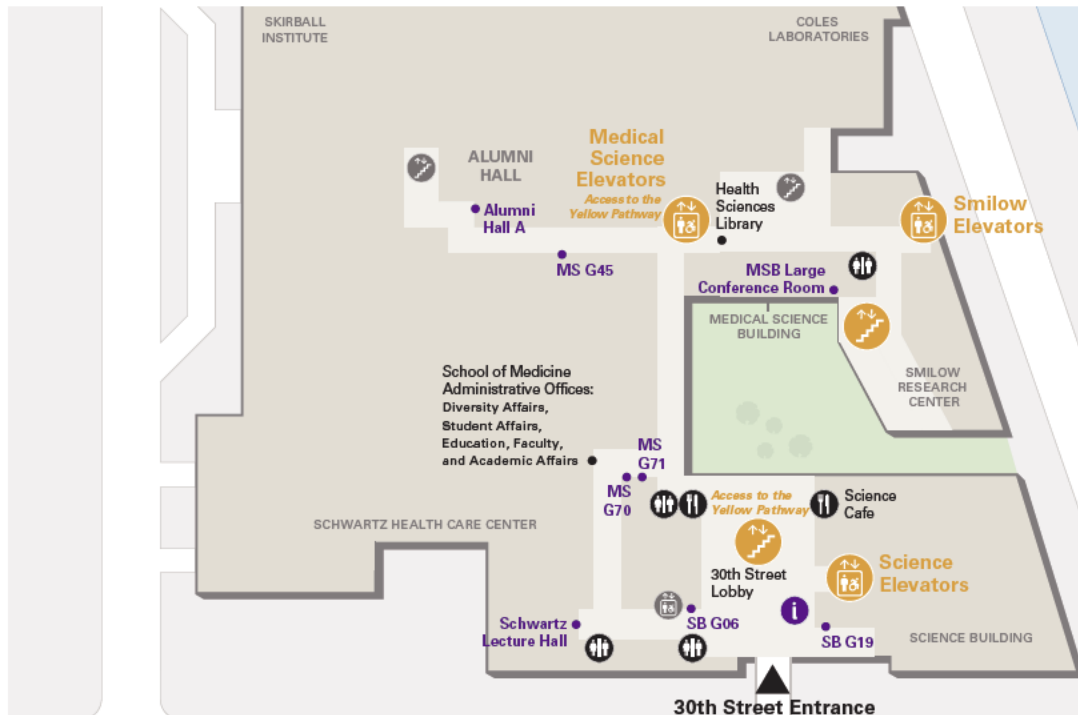 SKIRBALL
INSTITUTE
COLES
LABORATORIES
Medical
Science
Elevators
Access to the
Yellow Pathway
ALUMNI
HALL
Health
Sciences
Library
Smilow
Elevators
Alumni
Hall A
MS G45
MSB Large
Conference Room
MEDICAL SCIENCE
BUILDING
SMILOW
RESEARCH
CENTER
School of Medicine
Administrative Offices:
Diversity Affairs,
Student Affairs,
Education, Faculty,
and Academic Affairs
MS
G71
MS
G70
Access to the
Yellow Pathway
Science
Cafe
SCHWARTZ HEALTH CARE CENTER
30th Street
Lobby
Science
Elevators
i
Schwartz
Lecture Hall
SB G06
SB G19
SCIENCE BUILDING
30th Street Entrance